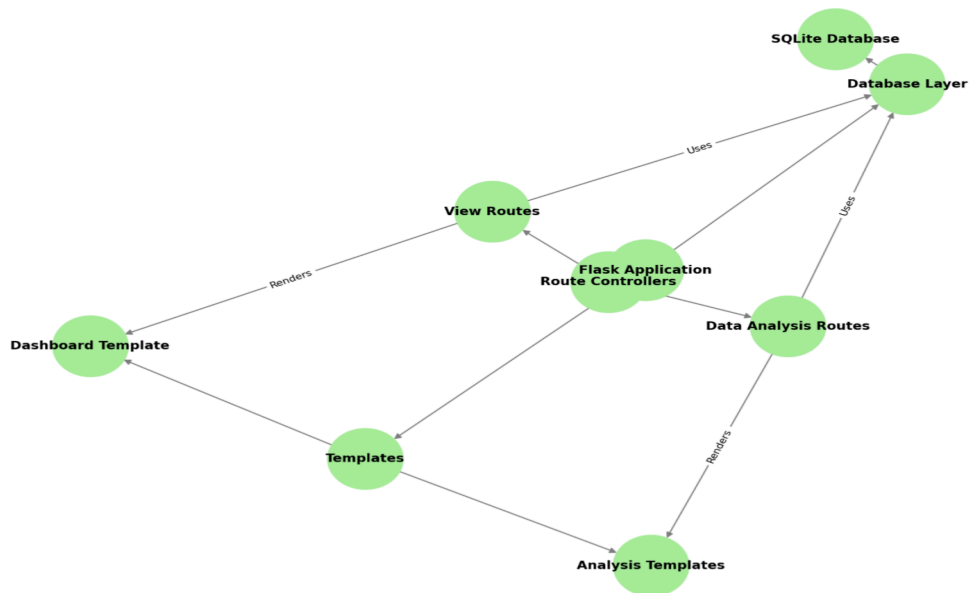 SQLite Database
Database Layer
Uses
View Routes
Uses
Flask Application
Route Controllers
Renders
Data Analysis Routes
Dashboard Template
Renders
Templates
Analysis Templates